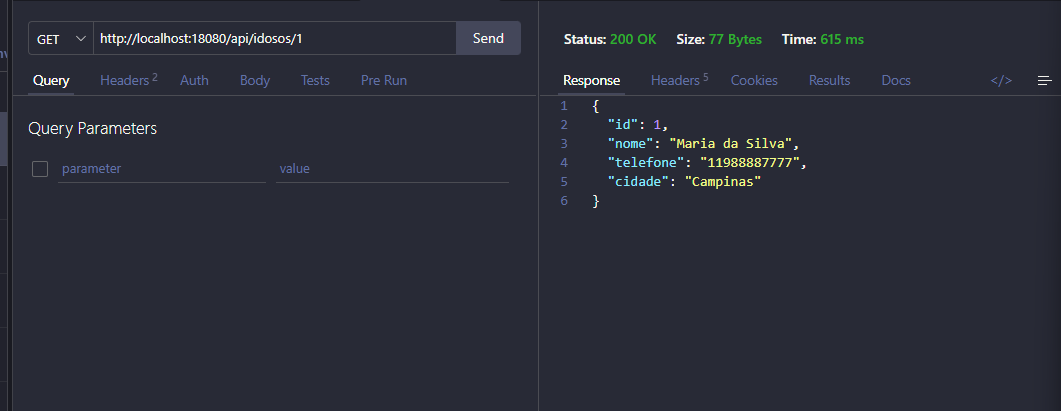 GET http://localhost:18080/api/idosos/1 Send
Query Headers 2 Auth Body Tests Pre Run
Query Parameters
parameter value
Status: 200 OK Size: 77 Bytes Time: 615 ms
Response Headers 5 Cookies Results Docs </>
1 {
2 "id": 1,
3 "nome": "Maria da Silva",
4 "telefone": "11988887777",
5 "cidade": "Campinas"
6 }